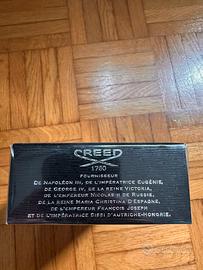 CREED
1760
FOURNISSEUR
DE NAPOLÉON III, DE L'IMPÉRATRICE EUGÉNIE,
DE GEORGE IV, DE LA REINE VICTORIA,
DE L'EMPEREUR NICOLAS II DE RUSSIE,
DE LA REINE MARIA CHRISTINA D'ESPAGNE,
DE L'EMPEREUR FRANÇOIS JOSEPH
ET DE L'IMPÉRATRICE SISSI D'AUTRICHE-HONGRIE.